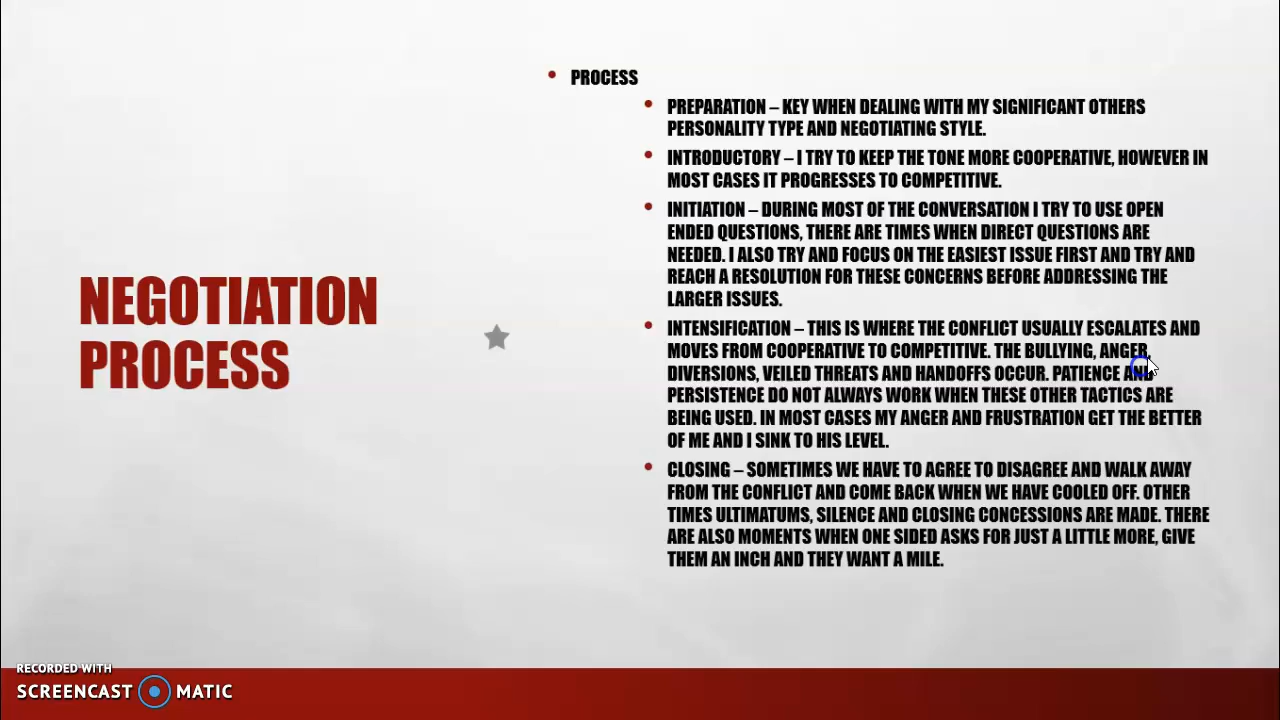 PROCESS
PREPARATION – KEY WHEN DEALING WITH MY SIGNIFICANT OTHERS
PERSONALITY TYPE AND NEGOTIATING STYLE.
INTRODUCTORY – I TRY TO KEEP THE TONE MORE COOPERATIVE, HOWEVER IN
MOST CASES IT PROGRESSES TO COMPETITIVE.
INITIATION – DURING MOST OF THE CONVERSATION I TRY TO USE OPEN
ENDED QUESTIONS, THERE ARE TIMES WHEN DIRECT QUESTIONS ARE
NEEDED. I ALSO TRY AND FOCUS ON THE EASIEST ISSUE FIRST AND TRY AND
REACH A RESOLUTION FOR THESE CONCERNS BEFORE ADDRESSING THE
LARGER ISSUES.
INTENSIFICATION – THIS IS WHERE THE CONFLICT USUALLY ESCALATES AND
MOVES FROM COOPERATIVE TO COMPETITIVE. THE BULLYING, ANGER,
DIVERSIONS, VEILED THREATS AND HANDOFFS OCCUR. PATIENCE AND
PERSISTENCE DO NOT ALWAYS WORK WHEN THESE OTHER TACTICS ARE
BEING USED. IN MOST CASES MY ANGER AND FRUSTRATION GET THE BETTER
OF ME AND I SINK TO HIS LEVEL.
CLOSING – SOMETIMES WE HAVE TO AGREE TO DISAGREE AND WALK AWAY
FROM THE CONFLICT AND COME BACK WHEN WE HAVE COOLED OFF. OTHER
TIMES ULTIMATUMS, SILENCE AND CLOSING CONCESSIONS ARE MADE. THERE
ARE ALSO MOMENTS WHEN ONE SIDED ASKS FOR JUST A LITTLE MORE, GIVE
THEM AN INCH AND THEY WANT A MILE.
NEGOTIATION
PROCESS
RECORDED WITH
SCREENCAST MATIC